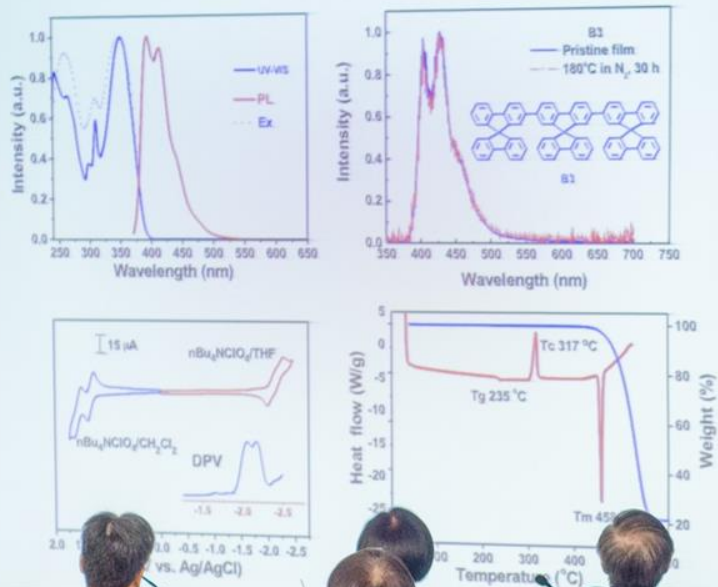 Intensity (a.u.)
1.0
0.8
0.6
0.4
0.2
0.0
UV-VIS
PL
Ex
250 300 350 400 450 500 550 600 650
Wavelength (nm)
Intensity (a.u.)
1.0
0.8
0.6
0.4
0.2
0.0
B3
Pristine film
180°C in N₂, 30 h
B3
350 400 450 500 550 600 650 700 750
Wavelength (nm)
15 µA
nBu₄NClO₄/THF
nBu₄NClO₄/CH₂Cl₂
DPV
-1.5 -2.0 -2.5
2.0 0.0 -0.5 -1.0 -1.5 -2.0 -2.5
vs. Ag/AgCl)
Heat flow (W/g)
5
0
-5
-10
-15
-20
-25
Tc 317 °C
Tg 235 °C
Tm 45
100
80
60
40
20
Weight (%)
200 300 400
Temperature (°C)